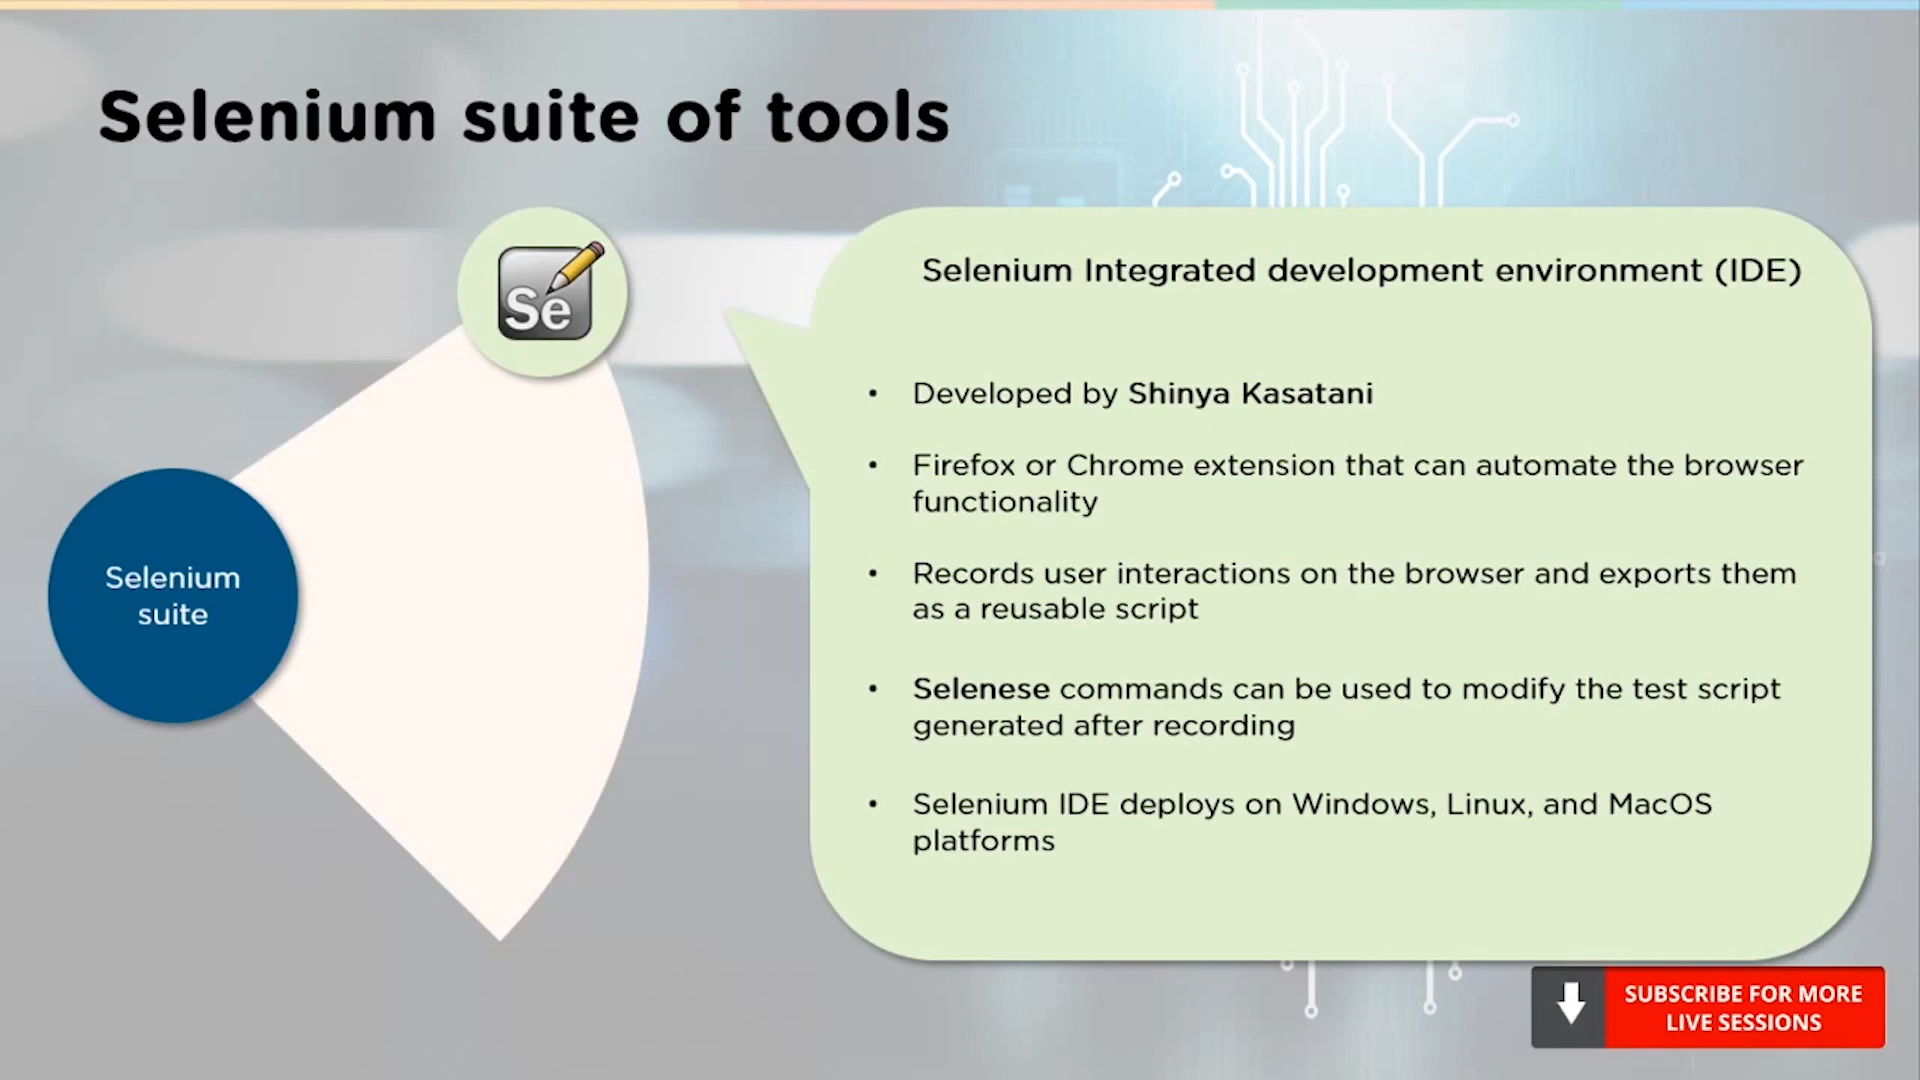 Selenium suite of tools
Se
Selenium Integrated development environment (IDE)
• Developed by Shinya Kasatani
• Firefox or Chrome extension that can automate the browser
functionality
• Records user interactions on the browser and exports them
as a reusable script
• Selenese commands can be used to modify the test script
generated after recording
• Selenium IDE deploys on Windows, Linux, and MacOS
platforms
Selenium
suite
SUBSCRIBE FOR MORE
LIVE SESSIONS